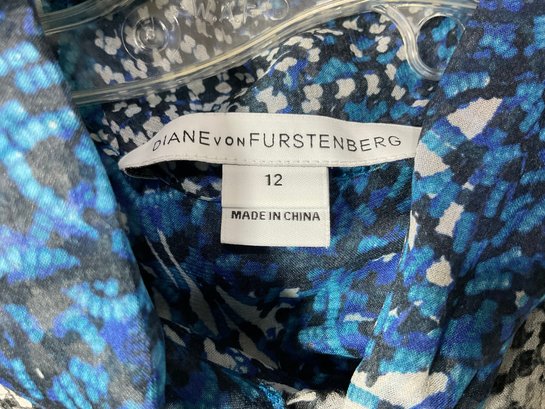 DIANE VON FURSTENBERG
12
MADE IN CHINA